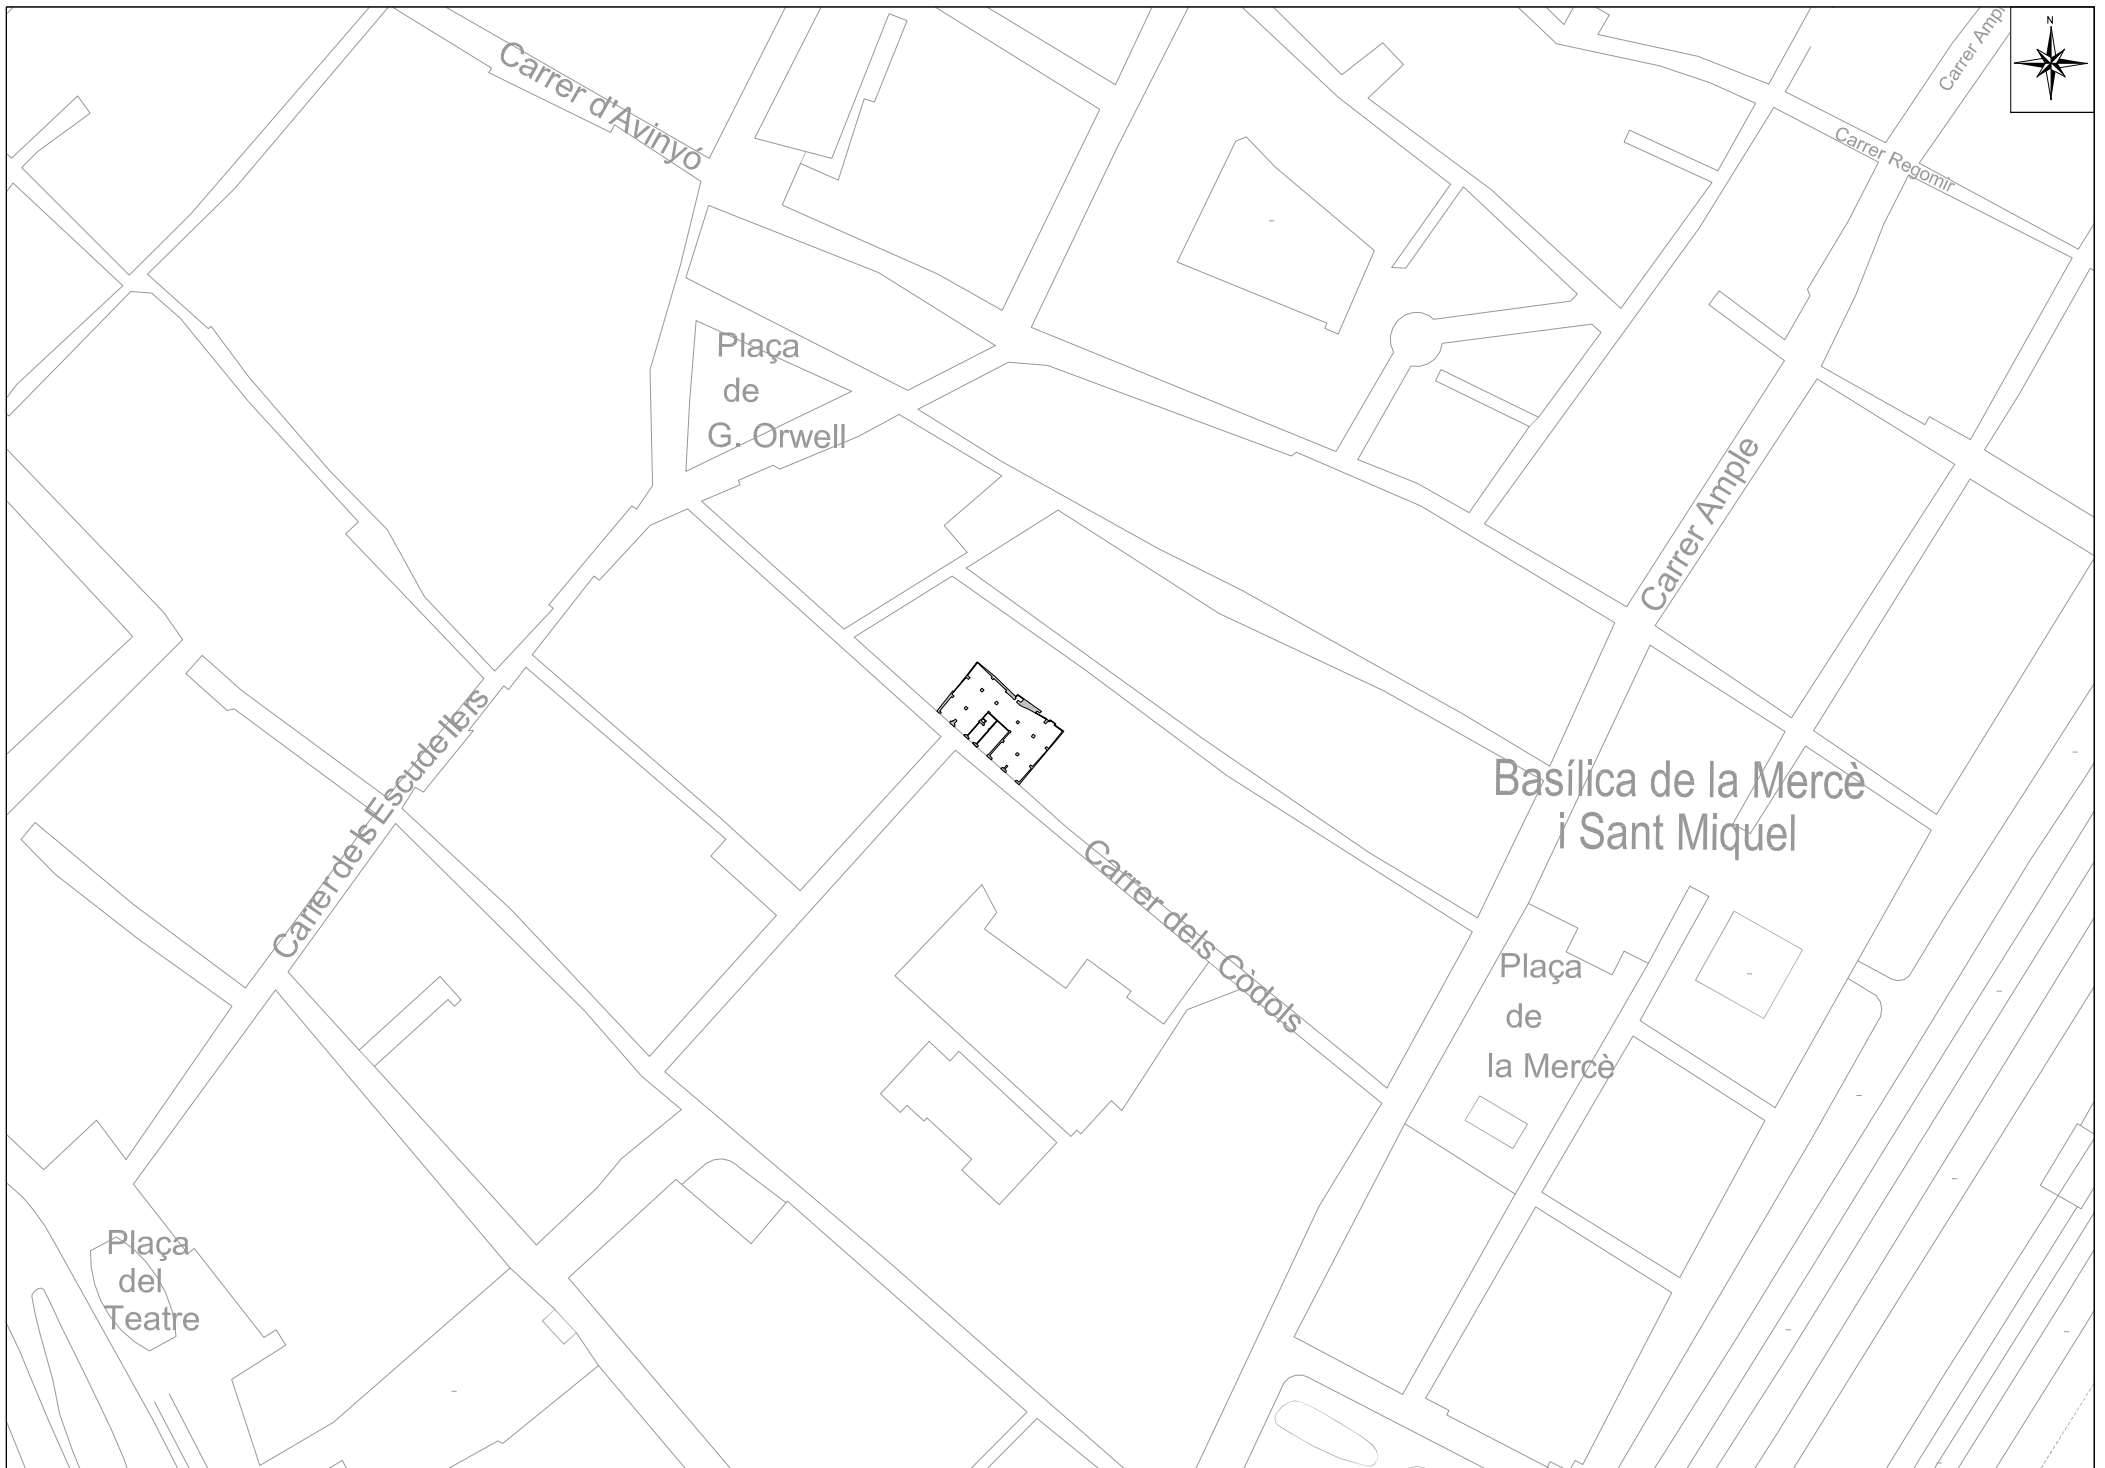 Carrer d'Avinyó
Carrer Ample
N
Carrer Regomir
Plaça
de
G. Orwell
Carrer Ample
Carrer dels Escudellers
Basílica de la Mercè
i Sant Miquel
Carrer dels Còdols
Plaça
de
la Mercè
Plaça
del
Teatre